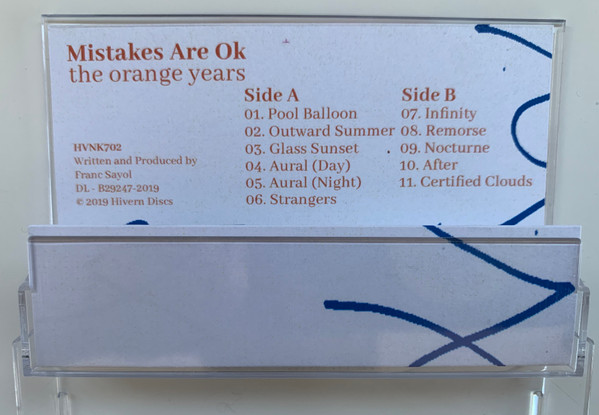 Mistakes Are Ok
the orange years
Side A
01. Pool Balloon
02. Outward Summer
03. Glass Sunset
04. Aural (Day)
05. Aural (Night)
06. Strangers
Side B
07. Infinity
08. Remorse
09. Nocturne
10. After
11. Certified Clouds
HVNK702
Written and Produced by
Franc Sayol
DL - B29247-2019
© 2019 Hivern Discs